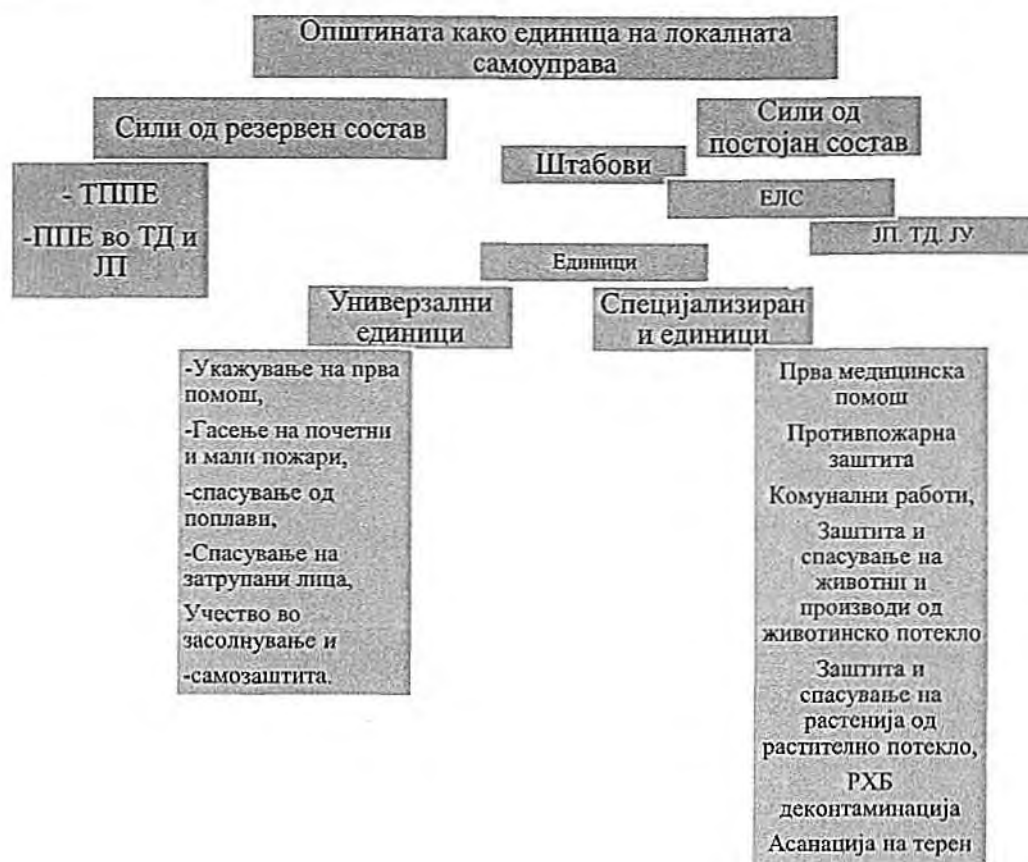 Општината како единица на локалната
самоуправа
Сили од резервен состав
Сили од
постојан состав
- ТППЕ
-ППЕ во ТД и
ЈП
Штабови
ЕЛС
ЈП. ТД. ЈУ
Единици
Универзални
единици
Специјализиран
и единици
-Укажување на прва
помош,
-Гасење на почетни
и мали пожари,
-спасување од
поплави,
-Спасување на
затрупани лица,
Учество во
засолнување и
-самозаштита.
Прва медицинска
помош
Противпожарна
заштита
Комунални работи,
Заштита и
спасување на
животни и
производи од
животинско потекло
Заштита и
спасување на
растенија од
растително потекло,
РХБ
деконтаминација
Асанација на терен